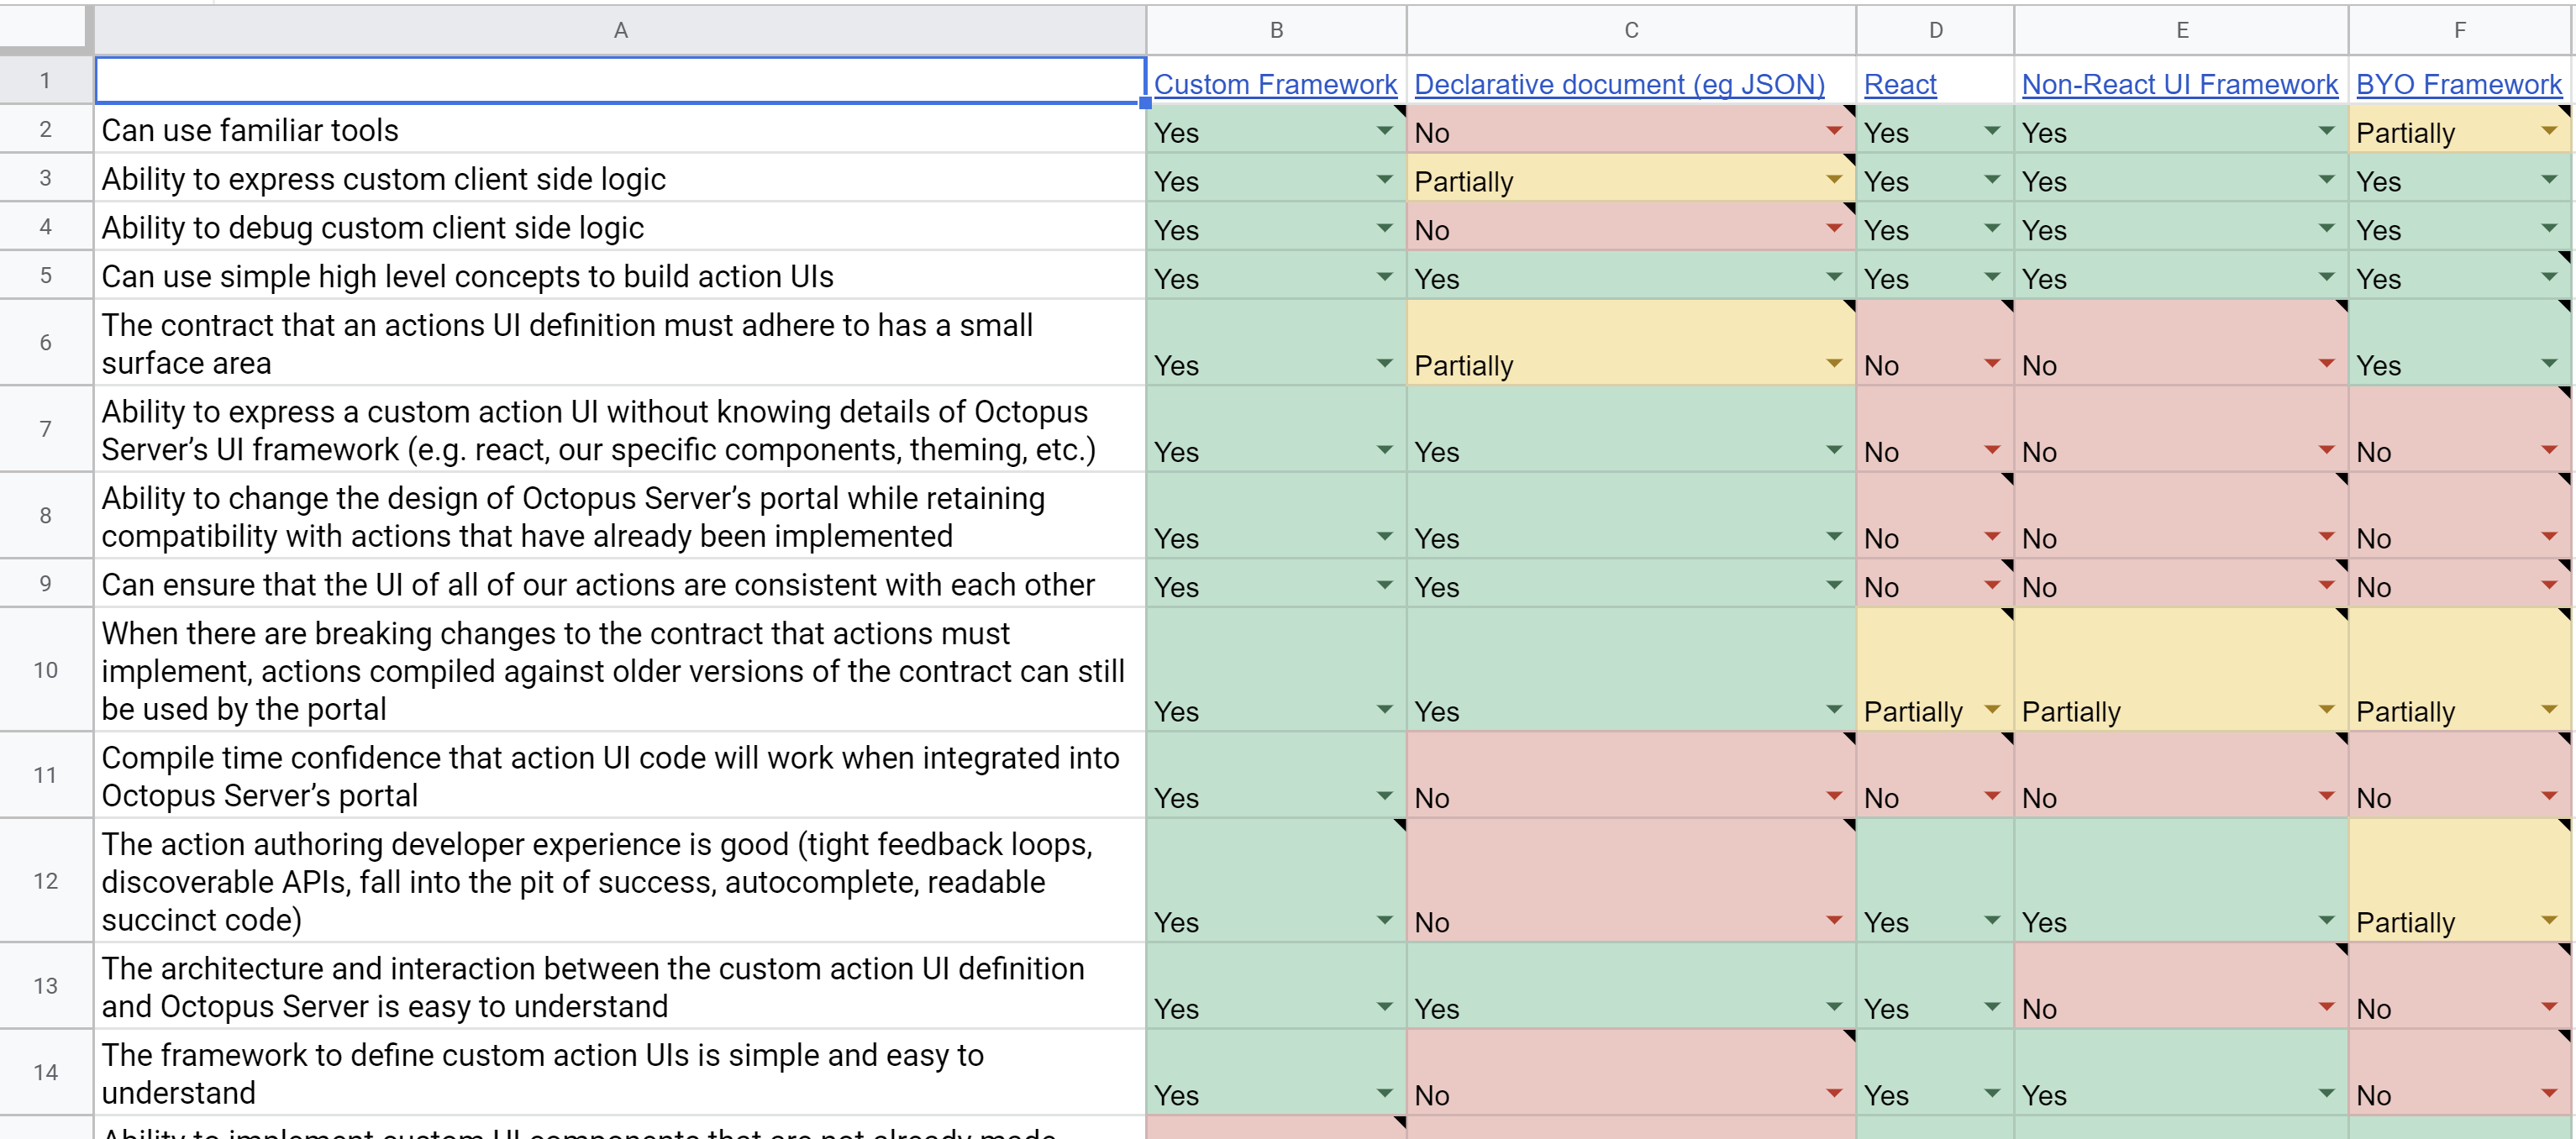 A B C D E F
1 Custom Framework Declarative document (eg JSON) React Non-React UI Framework BYO Framework
2 Can use familiar tools Yes No Yes Yes Partially
3 Ability to express custom client side logic Yes Partially Yes Yes Yes
4 Ability to debug custom client side logic Yes No Yes Yes Yes
5 Can use simple high level concepts to build action UIs Yes Yes Yes Yes Yes
The contract that an actions UI definition must adhere to has a small
6 surface area Yes Partially No No Yes
Ability to express a custom action UI without knowing details of Octopus
7 Server’s UI framework (e.g. react, our specific components, theming, etc.) Yes Yes No No No
Ability to change the design of Octopus Server’s portal while retaining
8 compatibility with actions that have already been implemented Yes Yes No No No
9 Can ensure that the UI of all of our actions are consistent with each other Yes Yes No No No
When there are breaking changes to the contract that actions must
10 implement, actions compiled against older versions of the contract can still
be used by the portal Yes Yes Partially Partially Partially
Compile time confidence that action UI code will work when integrated into
11 Octopus Server’s portal Yes No No No No
The action authoring developer experience is good (tight feedback loops,
12 discoverable APIs, fall into the pit of success, autocomplete, readable
succinct code) Yes No Yes Yes Partially
The architecture and interaction between the custom action UI definition
13 and Octopus Server is easy to understand Yes Yes Yes No No
The framework to define custom action UIs is simple and easy to
14 understand Yes No Yes Yes No
Ability to implement custom UI components that are not already made